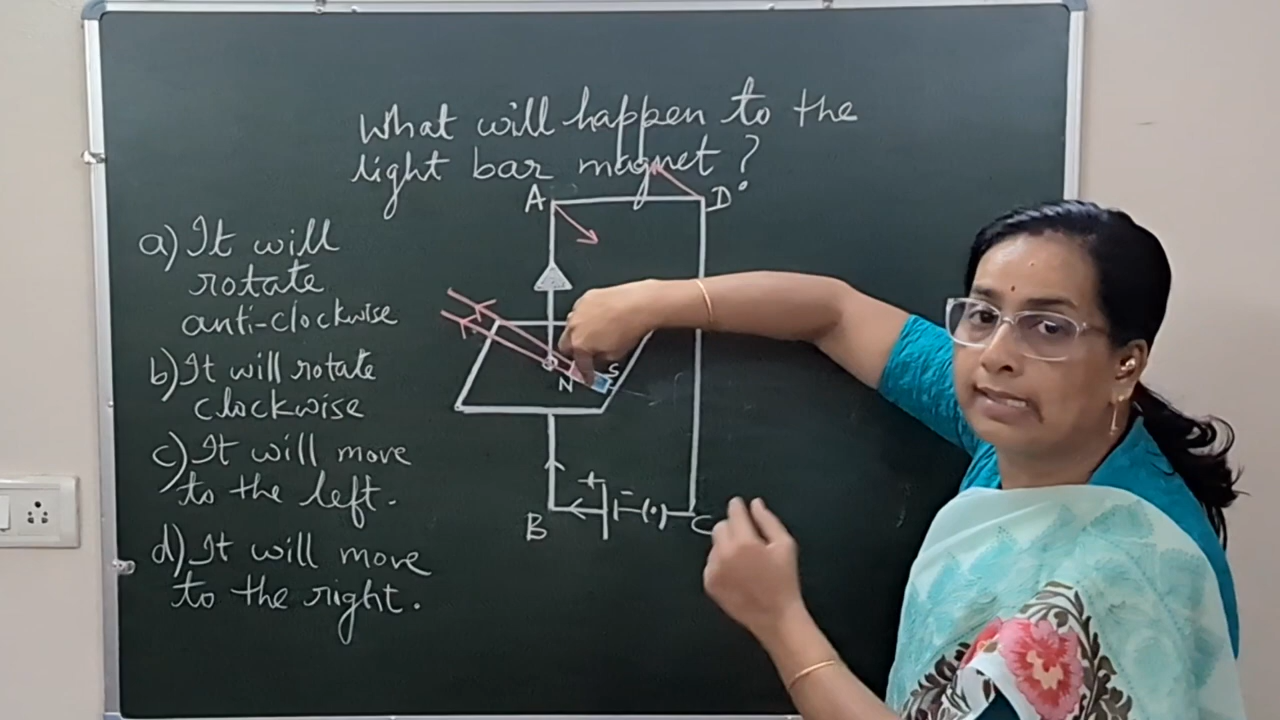 What will happen to the
light bar magnet ?
A
D
a) It will
rotate
anti-clockwise
b) It will rotate
clockwise
c) It will move
to the left.
d) It will move
to the right.
N
S
+
-
B
C